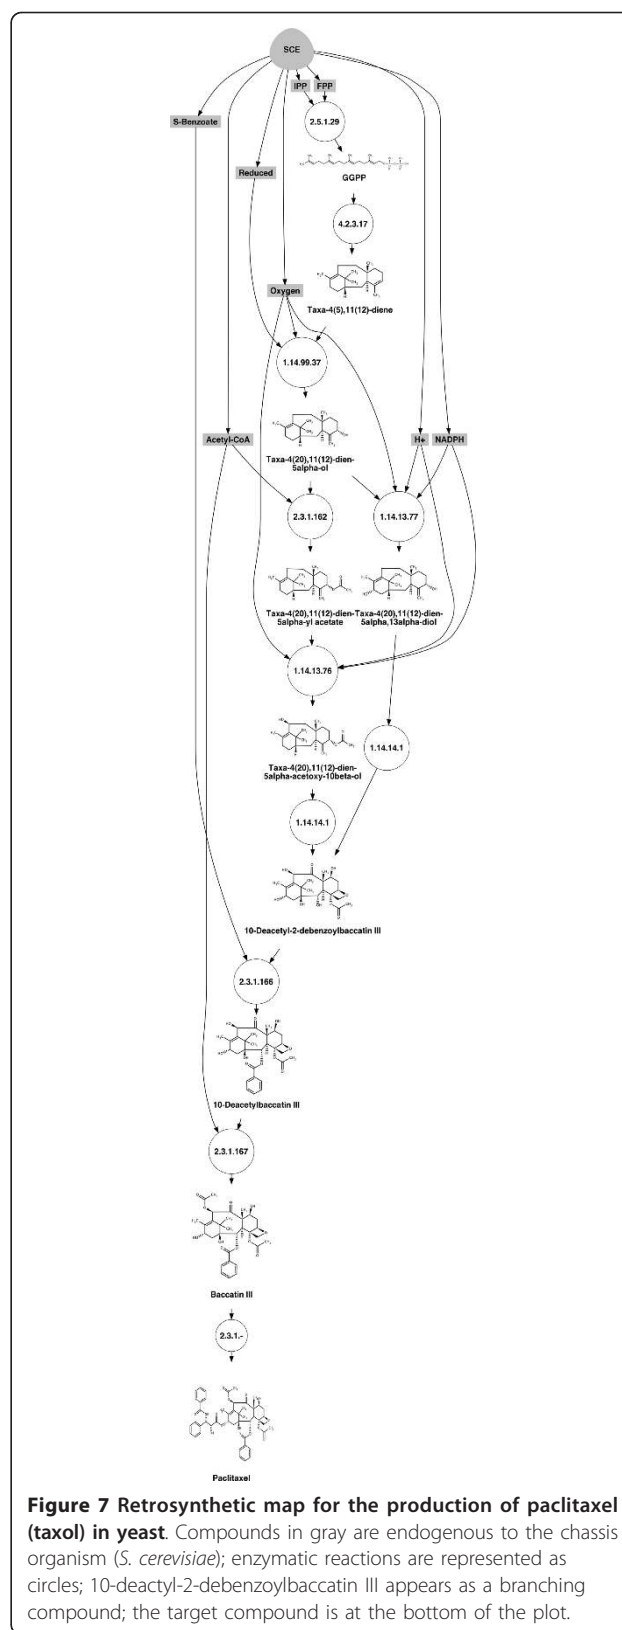 SCE
IPP FPP
S-Benzoate
2.5.1.29
Reduced
GGPP
4.2.3.17
Oxygen
Taxa-4(5),11(12)-diene
1.14.99.37
Acetyl-CoA
H+ NADPH
Taxa-4(20),11(12)-dien-
5alpha-ol
2.3.1.162
1.14.13.77
Taxa-4(20),11(12)-dien-
5alpha-yl acetate
Taxa-4(20),11(12)-dien-
5alpha,13alpha-diol
1.14.13.76
1.14.14.1
Taxa-4(20),11(12)-dien-
5alpha-acetoxy-10beta-ol
1.14.14.1
10-Deacetyl-2-debenzoylbaccatin III
2.3.1.166
10-Deacetylbaccatin III
2.3.1.167
Baccatin III
2.3.1.-
Paclitaxel
Figure 7 Retrosynthetic map for the production of paclitaxel
(taxol) in yeast. Compounds in gray are endogenous to the chassis
organism (S. cerevisiae); enzymatic reactions are represented as
circles; 10-deactyl-2-debenzoylbaccatin III appears as a branching
compound; the target compound is at the bottom of the plot.